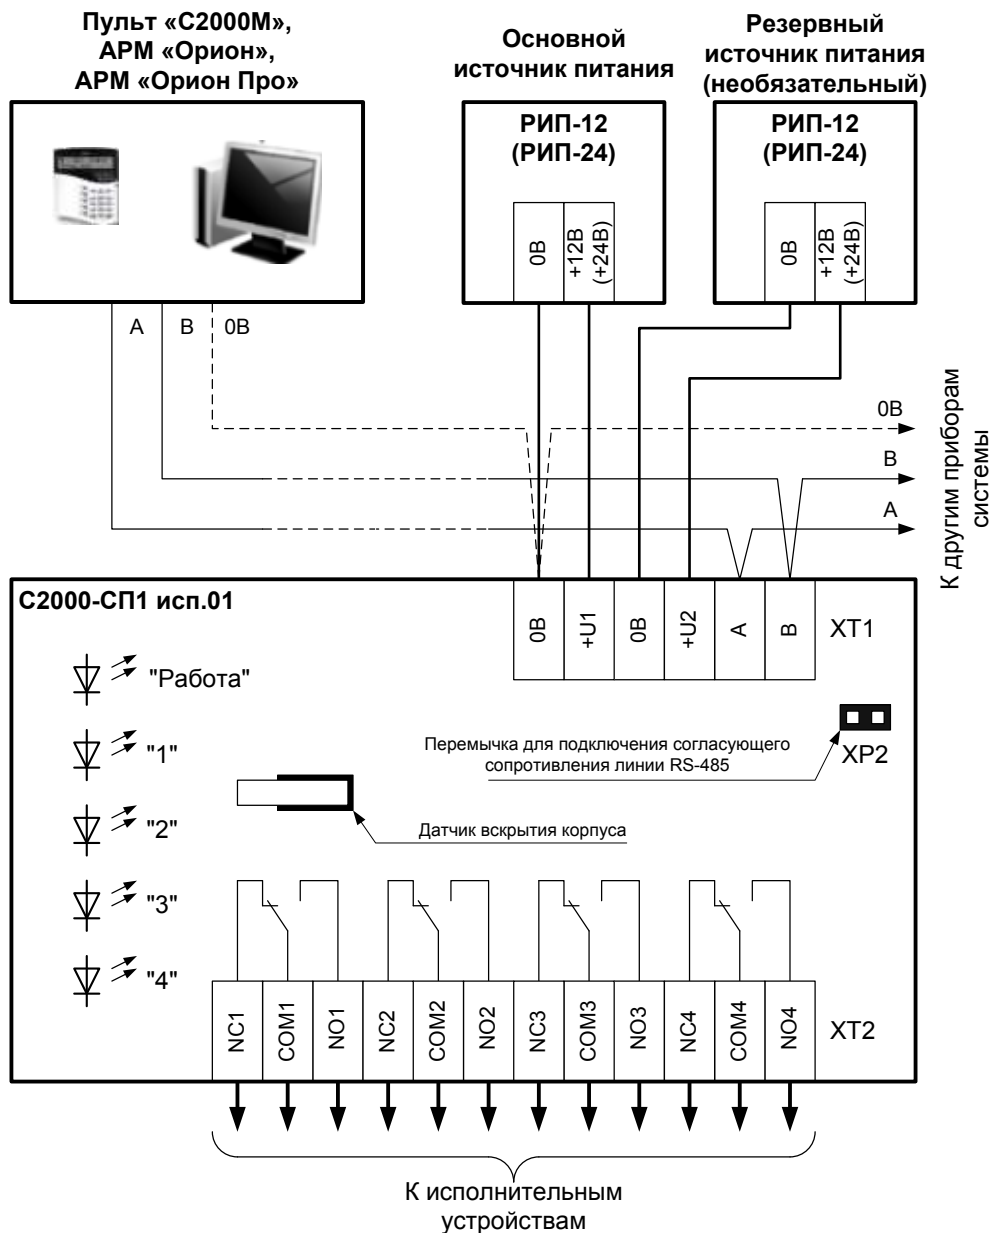 Пульт «С2000М»,
АРМ «Орион»,
АРМ «Орион Про»
Основной
источник питания
Резервный
источник питания
(необязательный)
РИП-12
(РИП-24)
РИП-12
(РИП-24)
0В
+12В
(+24В)
0В
+12В
(+24В)
А
В
0В
0В
В
А
К другим приборам
системы
С2000-СП1 исп.01
0В
+U1
0В
+U2
А
В
XT1
"Работа"
"1"
"2"
"3"
"4"
Перемычка для подключения согласующего
сопротивления линии RS-485
XP2
Датчик вскрытия корпуса
NC1
COM1
NO1
NC2
COM2
NO2
NC3
COM3
NO3
NC4
COM4
NO4
XT2
К исполнительным
устройствам